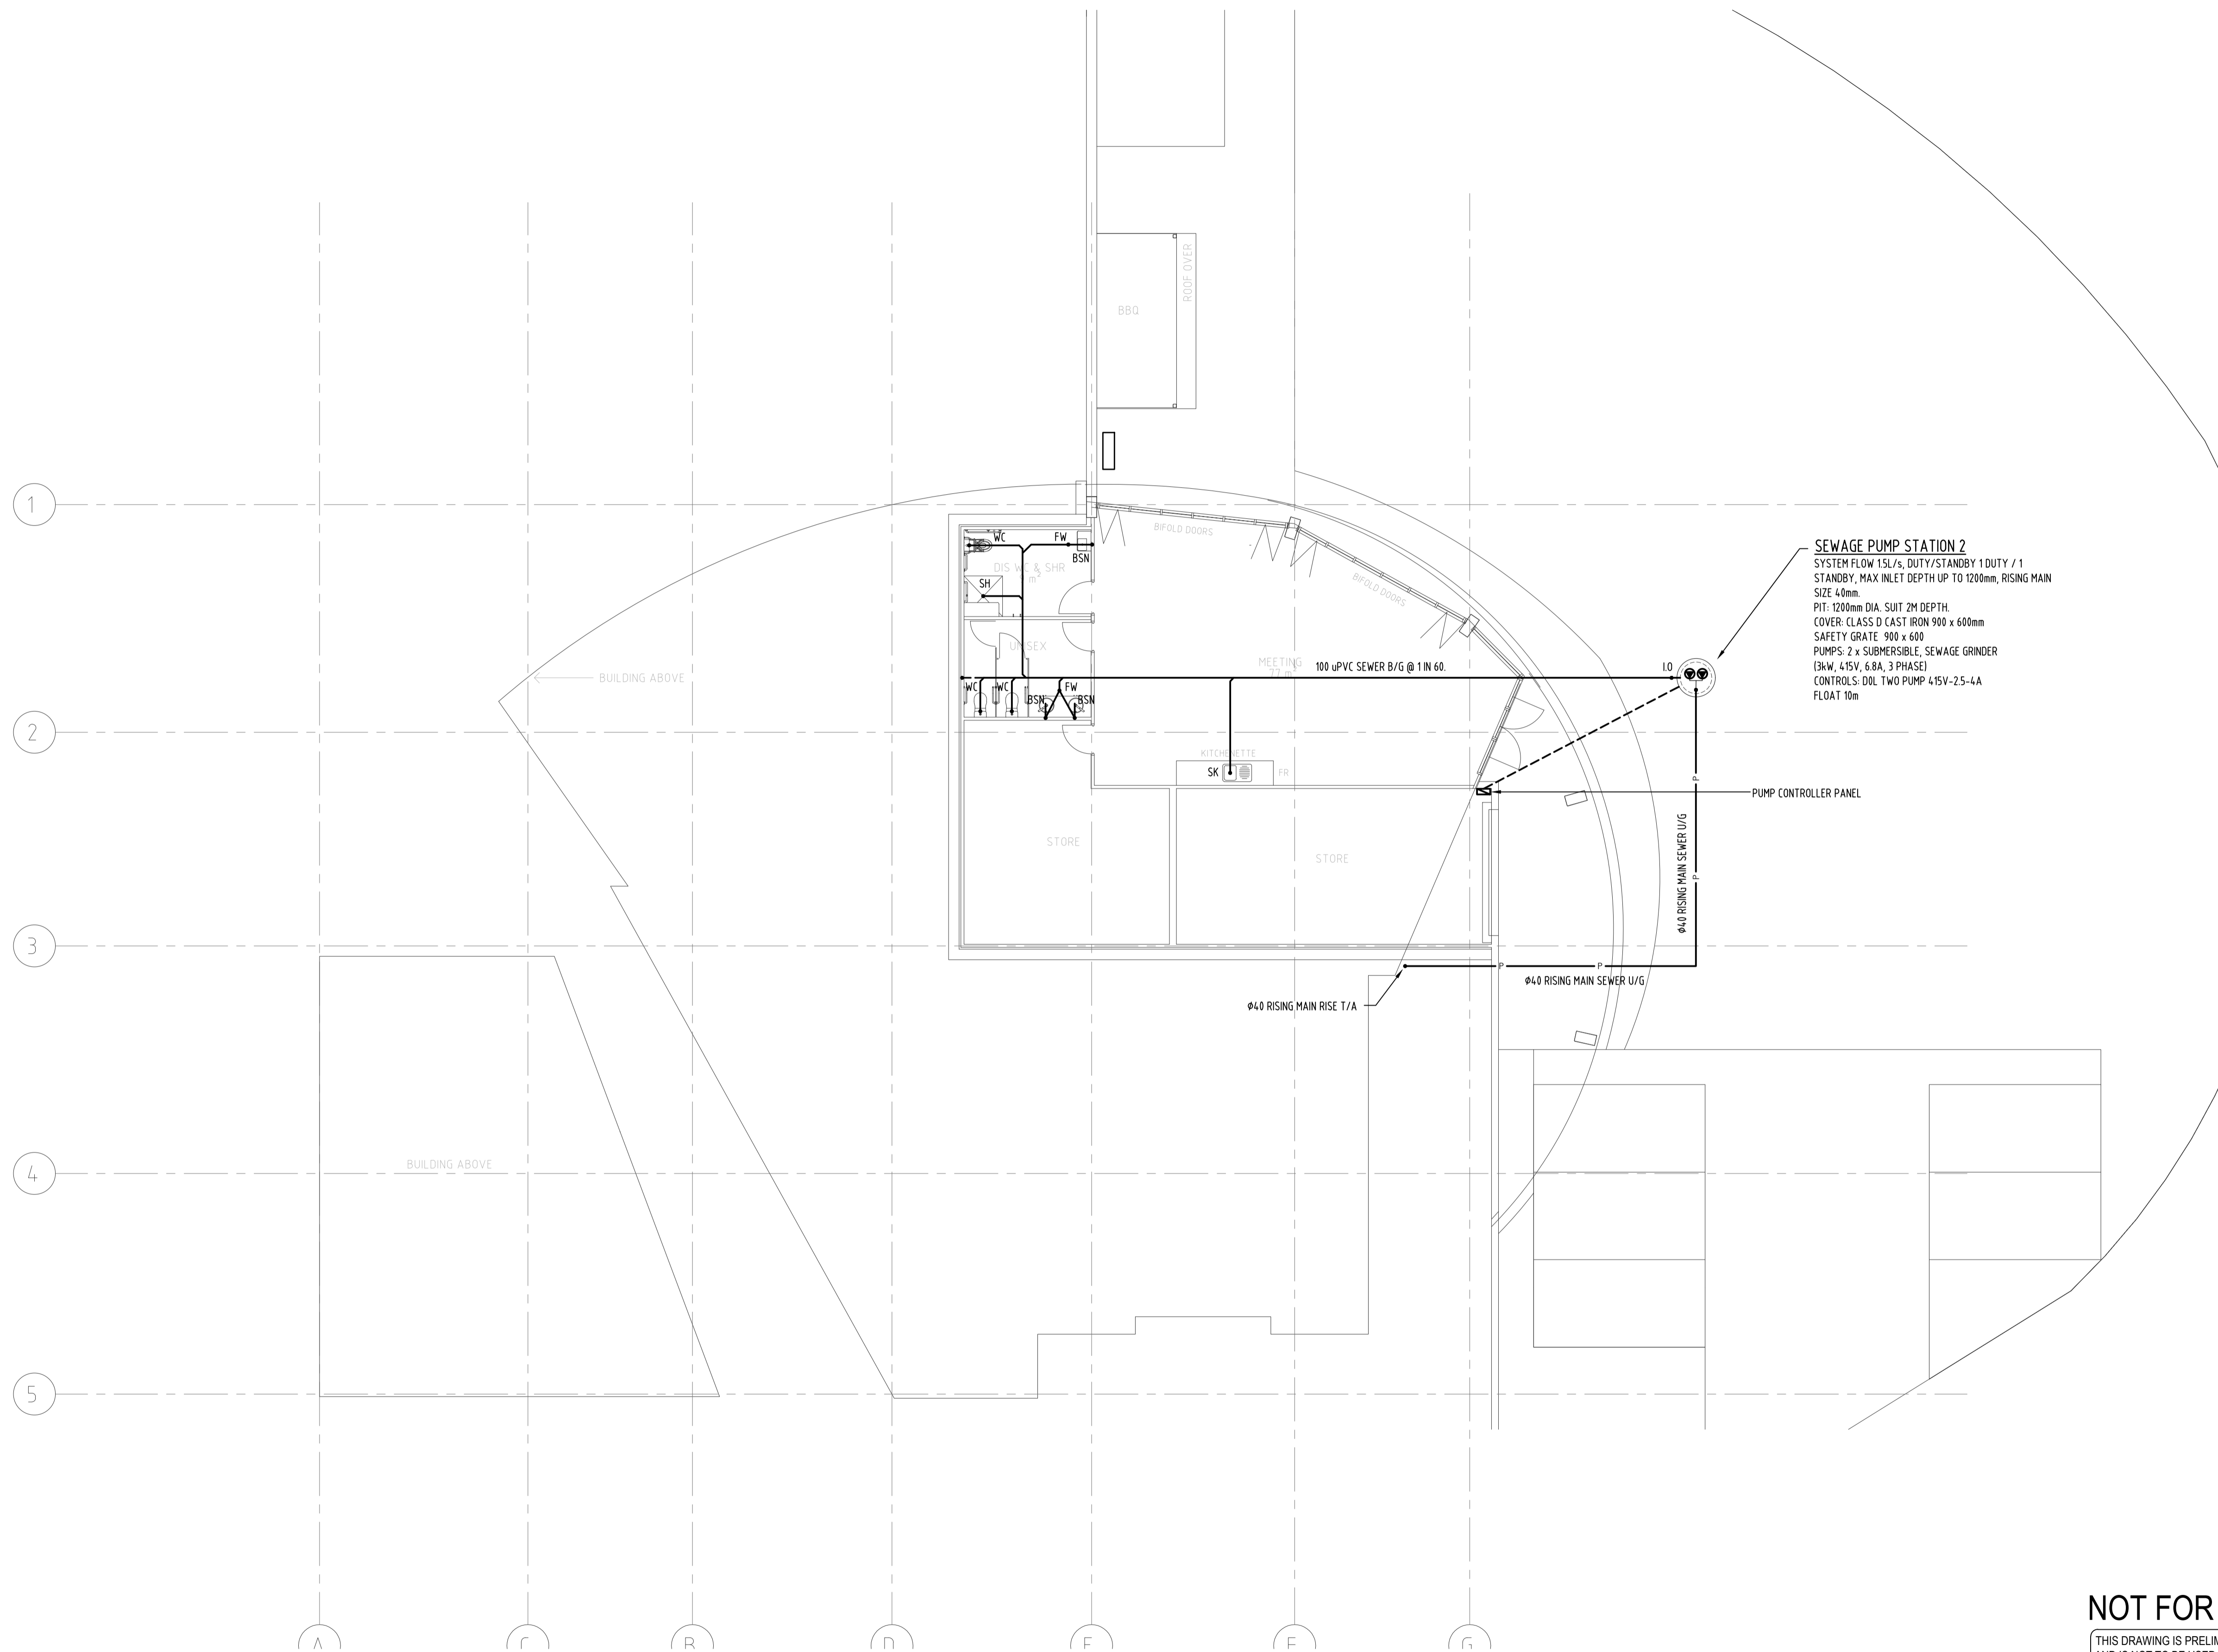 ROOF OVER
BBQ
1
BIFOLD DOORS
WC
FW
BSN
DIS WC & SHR
m²
SH
BIFOLD DOORS
SEWAGE PUMP STATION 2
SYSTEM FLOW 1.5L/s, DUTY/STANDBY 1 DUTY / 1
STANDBY, MAX INLET DEPTH UP TO 1200mm, RISING MAIN
SIZE 40mm.
PIT: 1200mm DIA. SUIT 2M DEPTH.
COVER: CLASS D CAST IRON 900 x 600mm
SAFETY GRATE 900 x 600
PUMPS: 2 x SUBMERSIBLE, SEWAGE GRINDER
(3kW, 415V, 6.8A, 3 PHASE)
CONTROLS: DOL TWO PUMP 415V-2.5-4A
FLOAT 10m
UNISEX
MEETING
77 m²
100 uPVC SEWER B/G @ 1 IN 60.
I.O
BUILDING ABOVE
WC
WC
FW
BSN
BSN
2
KITCHENETTE
SK
FR
P
PUMP CONTROLLER PANEL
STORE
STORE
Ø40 RISING MAIN SEWER U/G
P
3
P
P
Ø40 RISING MAIN SEWER U/G
Ø40 RISING MAIN RISE T/A
BUILDING ABOVE
4
5
NOT FOR
THIS DRAWING IS PRELIM
A
C
B
D
E
F
G